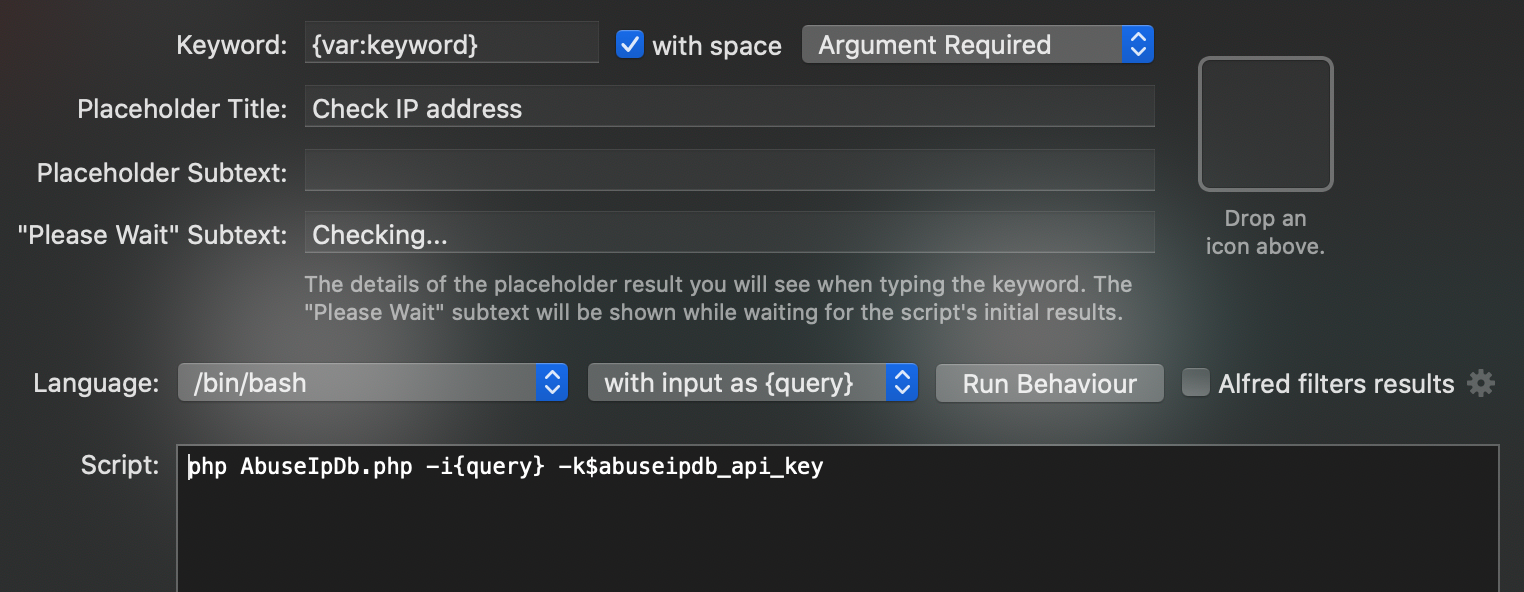 Keyword: {var:keyword} with space Argument Required
Placeholder Title: Check IP address
Placeholder Subtext:
"Please Wait" Subtext: Checking...
Drop an
icon above.
The details of the placeholder result you will see when typing the keyword. The
"Please Wait" subtext will be shown while waiting for the script's initial results.
Language: /bin/bash with input as {query} Run Behaviour Alfred filters results
Script: php AbuseIpDb.php -i{query} -k$abuseipdb_api_key